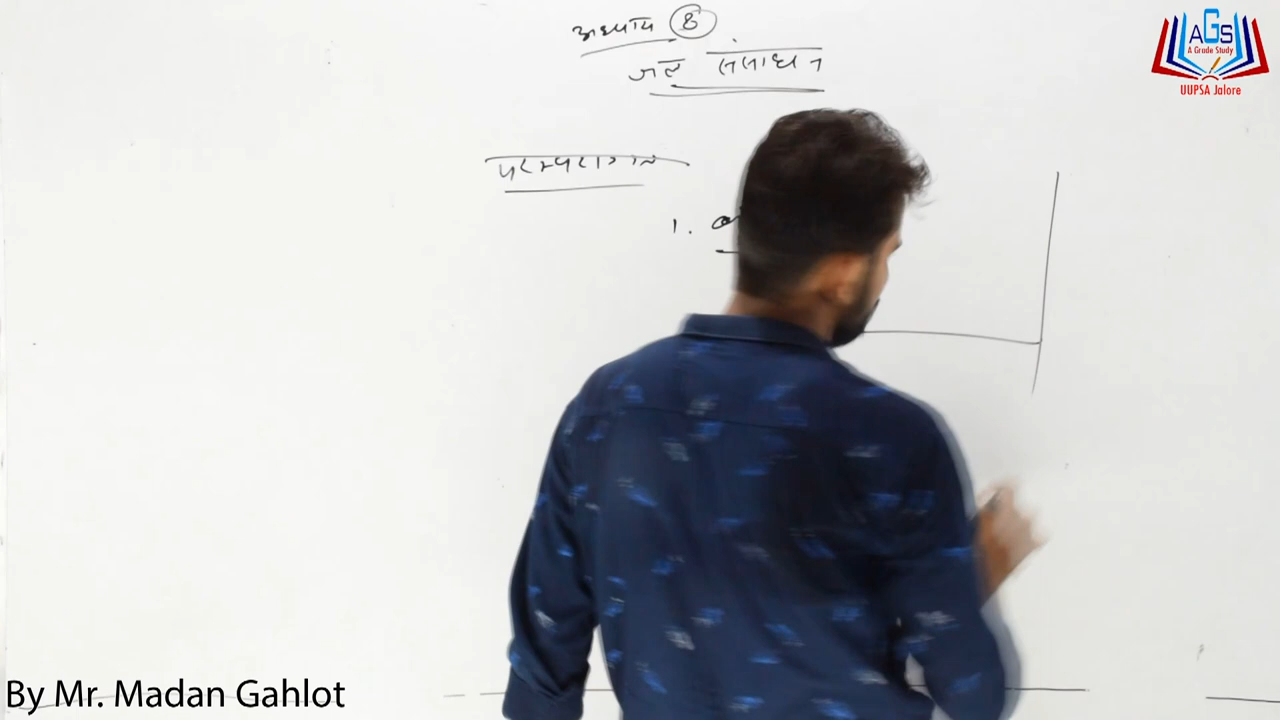 अध्याय 8
जल संसाधन
परम्परागत
1.
AGS
A Grade Study
UUPSA Jalore
By Mr. Madan Gahlot